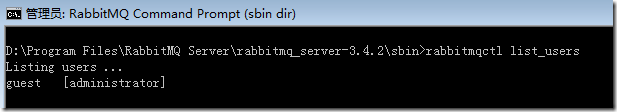 管理员: RabbitMQ Command Prompt (sbin dir)
D:\Program Files\RabbitMQ Server\rabbitmq_server-3.4.2\sbin>rabbitmqctl list_users
Listing users ...
guest   [administrator]